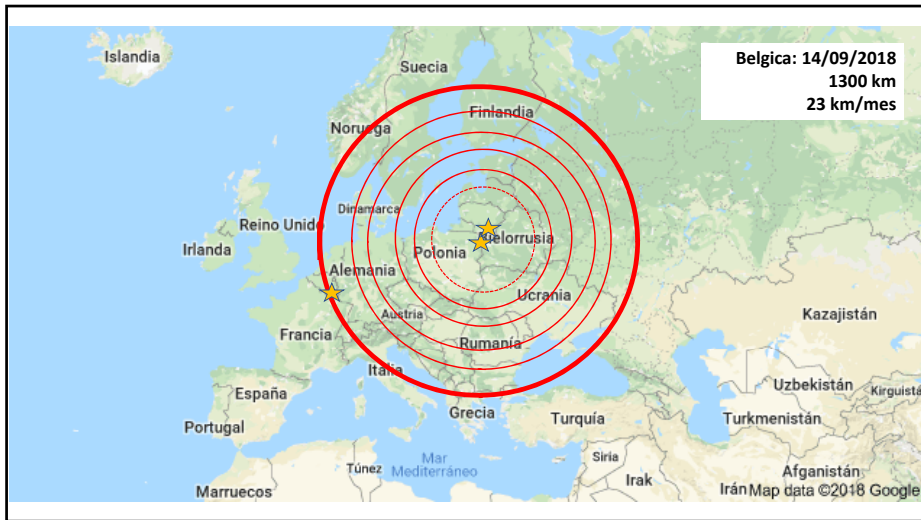 Islandia
Suecia
Finlandia
Noruega
Belgica: 14/09/2018
1300 km
23 km/mes
Dinamarca
Reino Unido
Irlanda
Polonia
ielorrusia
Alemania
Ucrania
Austria
Francia
Rumanía
Kazajistán
Italia
España
Portugal
Grecia
Turquía
Uzbekistán
Kirguist
Turkmenistán
Mar
Mediterráneo
Túnez
Siria
Irak
Afganistán
Marruecos
Irán
Map data ©2018 Google